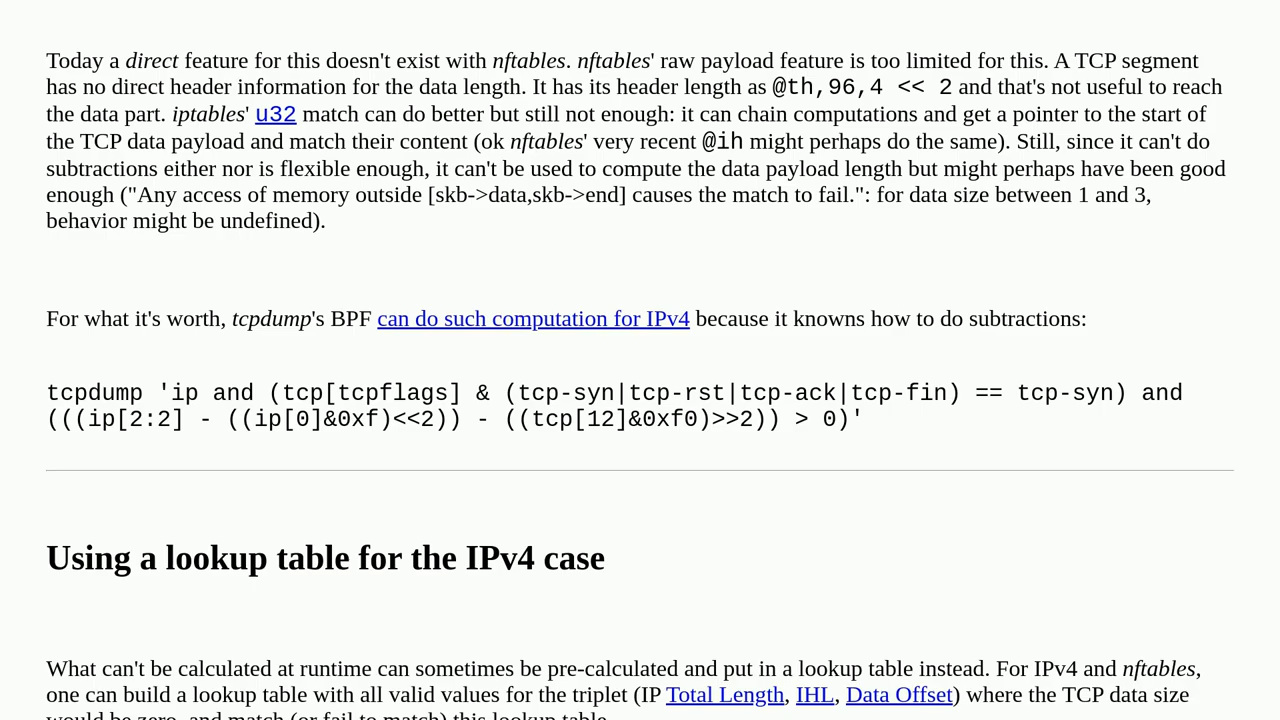 Today a direct feature for this doesn't exist with nftables. nftables' raw payload feature is too limited for this. A TCP segment
has no direct header information for the data length. It has its header length as @th,96,4 << 2 and that's not useful to reach
the data part. iptables' u32 match can do better but still not enough: it can chain computations and get a pointer to the start of
the TCP data payload and match their content (ok nftables' very recent @ih might perhaps do the same). Still, since it can't do
subtractions either nor is flexible enough, it can't be used to compute the data payload length but might perhaps have been good
enough ("Any access of memory outside [skb->data,skb->end] causes the match to fail.": for data size between 1 and 3,
behavior might be undefined).
For what it's worth, tcpdump's BPF can do such computation for IPv4 because it knowns how to do subtractions:
tcpdump 'ip and (tcp[tcpflags] & (tcp-syn|tcp-rst|tcp-ack|tcp-fin) == tcp-syn) and
(((ip[2:2] - ((ip[0]&0xf)<<2)) - ((tcp[12]&0xf0)>>2)) > 0)'
Using a lookup table for the IPv4 case
What can't be calculated at runtime can sometimes be pre-calculated and put in a lookup table instead. For IPv4 and nftables,
one can build a lookup table with all valid values for the triplet (IP Total Length, IHL, Data Offset) where the TCP data size
would be zero, and match (or fail to match) this lookup table.